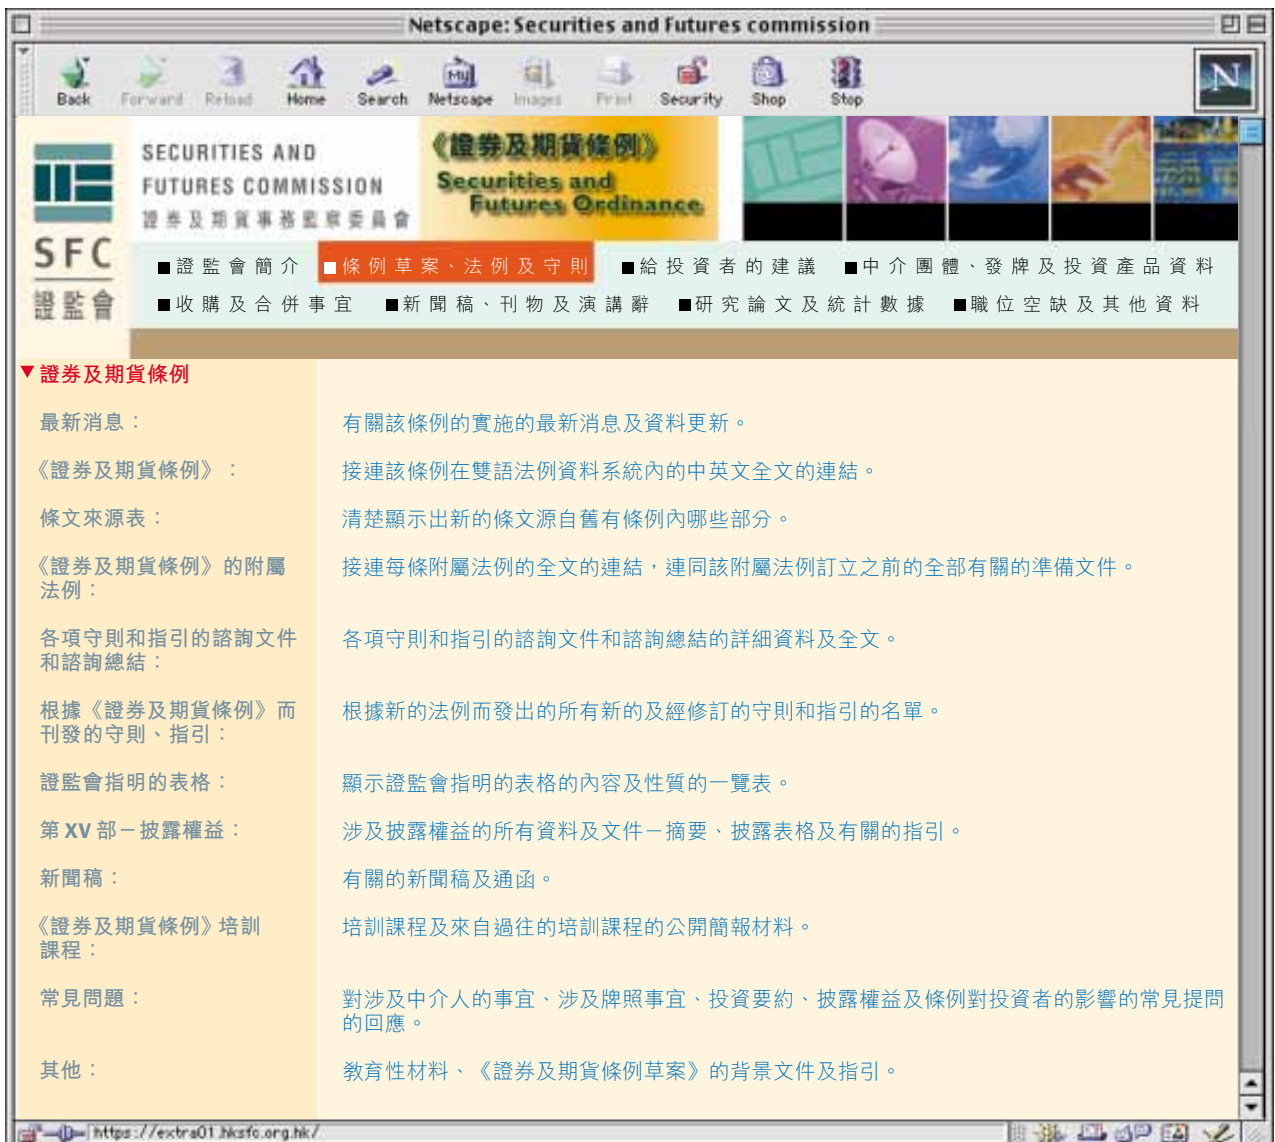 Netscape: Securities and Futures commission
Back Forward Reload Home Search Netscape Images Print Security Shop Stop
N
SECURITIES AND
FUTURES COMMISSION
證券及期貨事務監察委員會
SFC
證監會
《證券及期貨條例》
Securities and
Futures Ordinance
■證監會簡介 ■條例草案、法例及守則 ■給投資者的建議 ■中介團體、發牌及投資產品資料
■收購及合併事宜 ■新聞稿、刊物及演講辭 ■研究論文及統計數據 ■職位空缺及其他資料
▼證券及期貨條例
最新消息： 有關該條例的實施的最新消息及資料更新。
《證券及期貨條例》： 接連該條例在雙語法例資料系統內的中英文全文的連結。
條文來源表： 清楚顯示出新的條文源自舊有條例內哪些部分。
《證券及期貨條例》的附屬 接連每條附屬法例的全文的連結，連同該附屬法例訂立之前的全部有關的準備文件。
法例：
各項守則和指引的諮詢文件 各項守則和指引的諮詢文件和諮詢總結的詳細資料及全文。
和諮詢總結：
根據《證券及期貨條例》而 根據新的法例而發出的所有新的及經修訂的守則和指引的名單。
刊發的守則、指引：
證監會指明的表格： 顯示證監會指明的表格的內容及性質的一覽表。
第 XV 部－披露權益： 涉及披露權益的所有資料及文件－摘要、披露表格及有關的指引。
新聞稿： 有關的新聞稿及通函。
《證券及期貨條例》培訓 培訓課程及來自過往的培訓課程的公開簡報材料。
課程：
常見問題： 對涉及中介人的事宜、涉及牌照事宜、投資要約、披露權益及條例對投資者的影響的常見提問
的回應。
其他： 教育性材料、《證券及期貨條例草案》的背景文件及指引。
https://extra01.hksfc.org.hk/